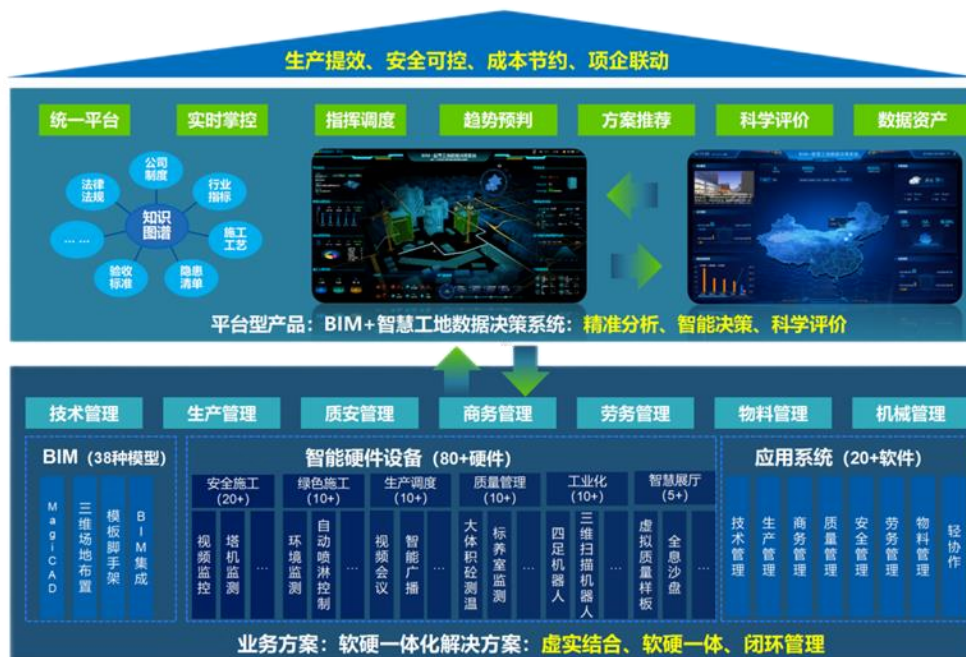 生产提效、安全可控、成本节约、项企联动
统一平台
实时掌控
指挥调度
趋势预判
方案推荐
科学评价
数据资产
公司制度
法律法规
行业指标
知识图谱
... ...
施工工艺
验收标准
隐患清单
平台型产品：BIM+智慧工地数据决策系统：精准分析、智能决策、科学评价
技术管理
生产管理
质安管理
商务管理
劳务管理
物料管理
机械管理
BIM（38种模型）
MagiCAD
三维场地布置
模板脚手架
BIM集成
智能硬件设备（80+硬件）
安全施工
(20+)
视频监控
塔机监测
...
绿色施工
(10+)
环境监测
自动喷淋控制
...
生产调度
(10+)
视频会议
智能广播
...
质量管理
(10+)
大体积砼测温
标养室监测
...
工业化
(10+)
四足机器人
三维扫描机器人
...
智慧展厅
(5+)
虚拟质量样板
全息沙盘
...
应用系统（20+软件）
技术管理
生产管理
商务管理
质量管理
安全管理
劳务管理
物料管理
轻协作
业务方案：软硬一体化解决方案：虚实结合、软硬一体、闭环管理